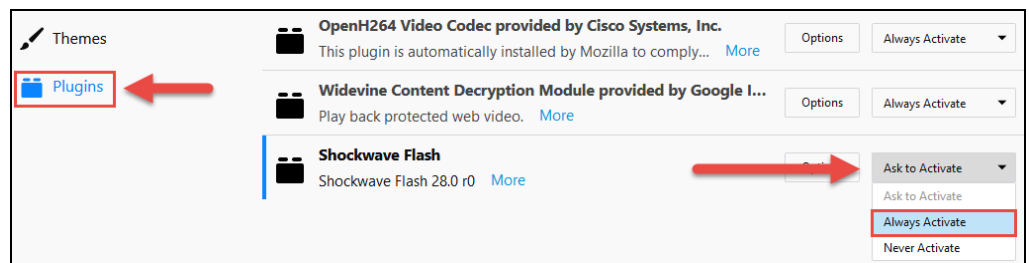 Themes
Plugins
OpenH264 Video Codec provided by Cisco Systems, Inc.
This plugin is automatically installed by Mozilla to comply... More
Options
Always Activate
Widevine Content Decryption Module provided by Google I...
Play back protected web video. More
Options
Always Activate
Shockwave Flash
Shockwave Flash 28.0 r0 More
Ask to Activate
Ask to Activate
Always Activate
Never Activate